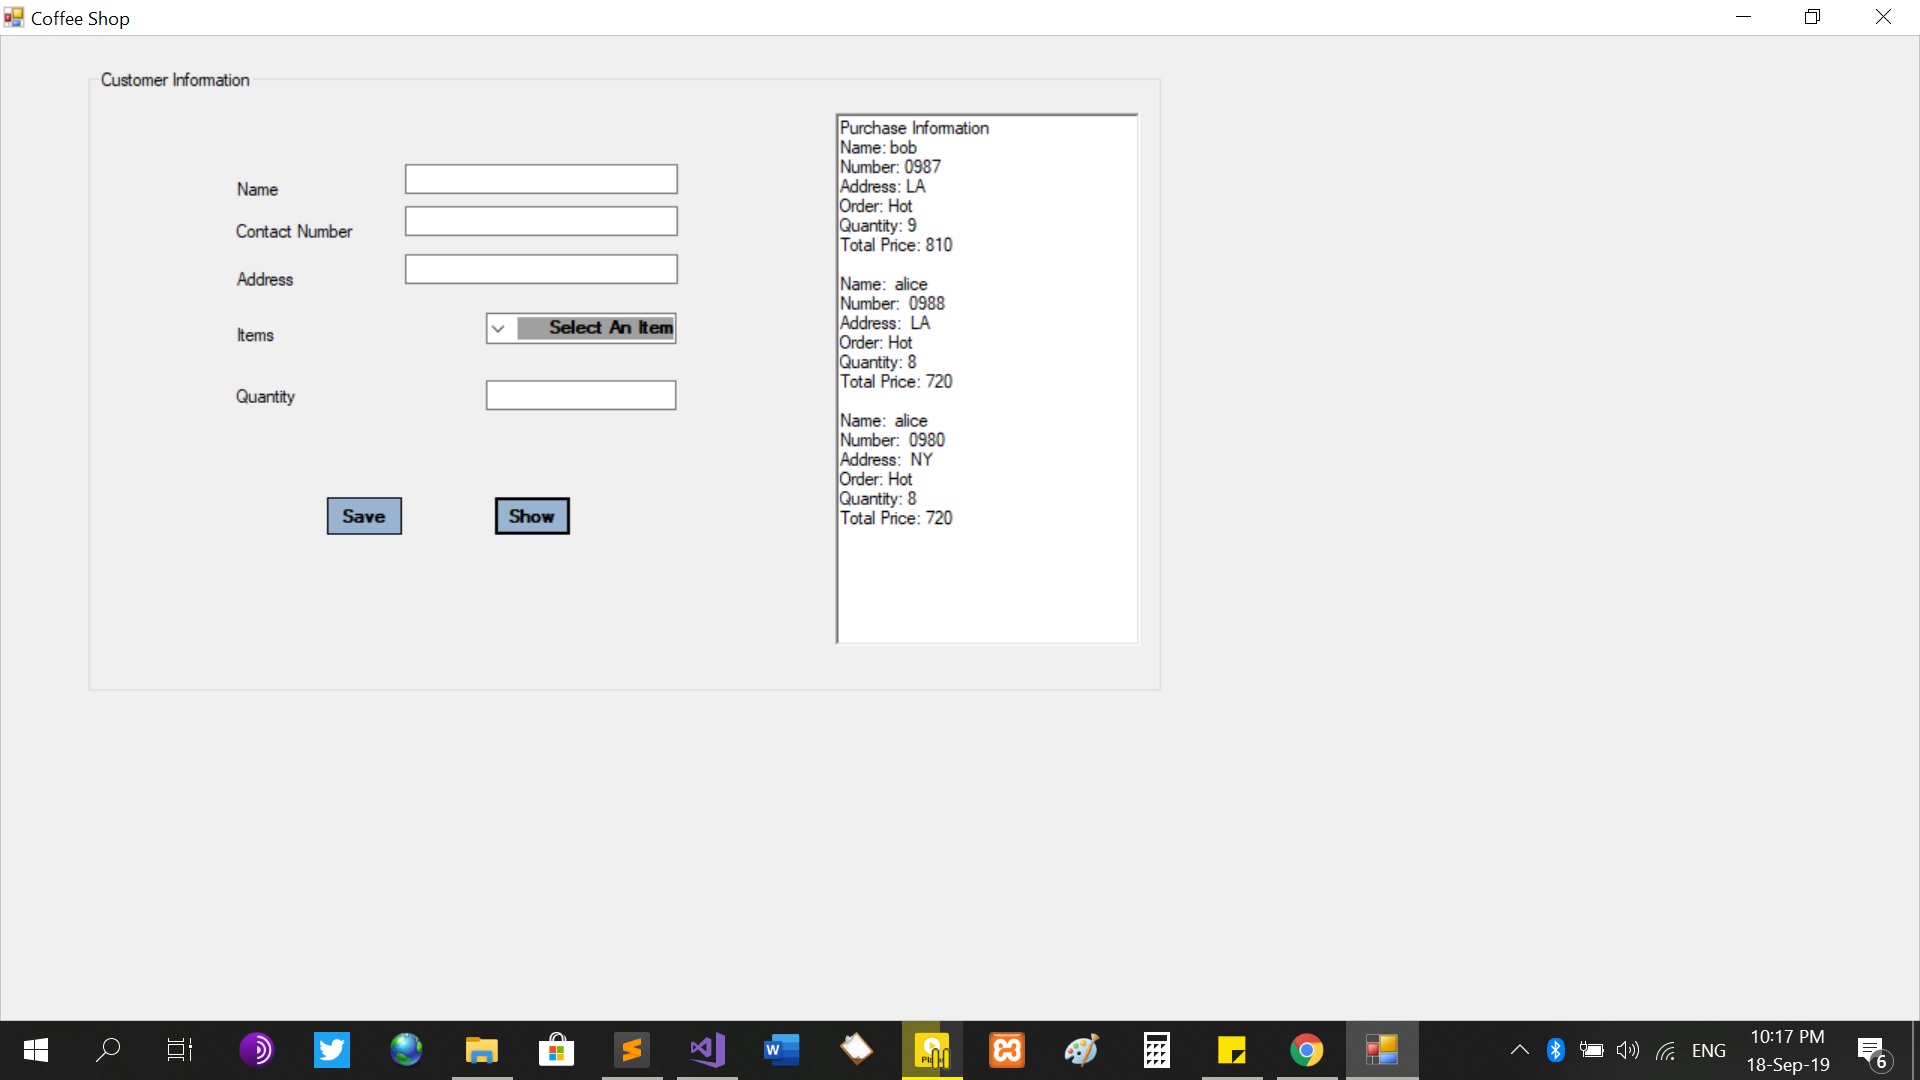 Coffee Shop
Customer Information
Name
Contact Number
Address
Items
Select An Item
Quantity
Save
Show
Purchase Information
Name: bob
Number: 0987
Address: LA
Order: Hot
Quantity: 9
Total Price: 810
Name:  alice
Number:  0988
Address:  LA
Order: Hot
Quantity: 8
Total Price: 720
Name:  alice
Number:  0980
Address:  NY
Order: Hot
Quantity: 8
Total Price: 720
ENG
10:17 PM
18-Sep-19
6